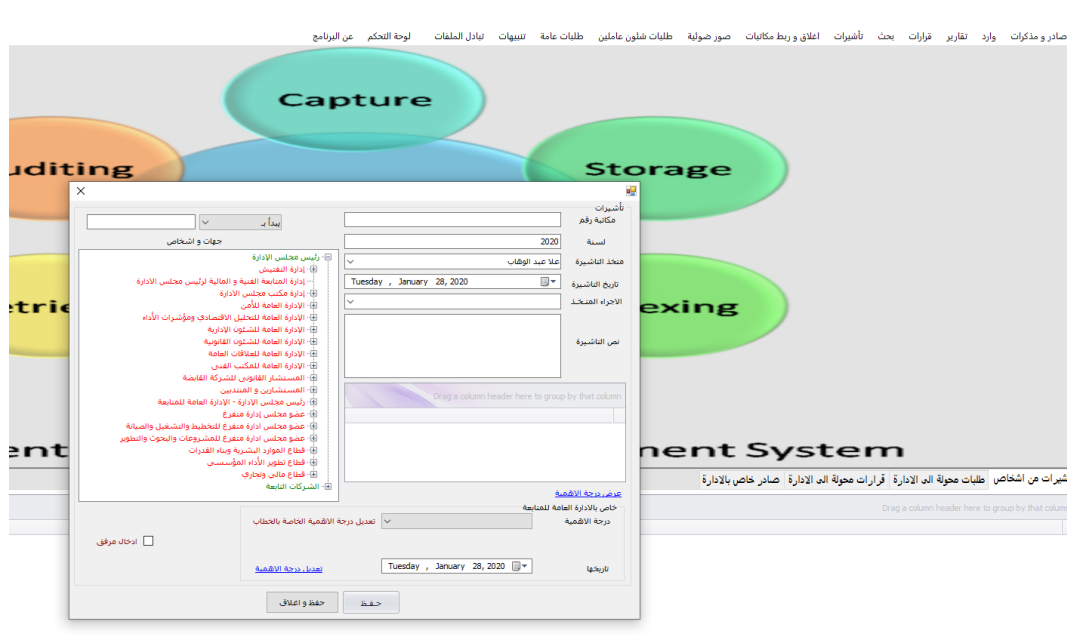 صادر و مذكرات وارد تقارير قرارات بحث تأشيرات اغلاق و ربط مكاتبات صور ضوئية طلبات شئون عاملين طلبات عامة تنبيهات تبادل الملفات لوحة التحكم عن البرنامج
Capture
uditing
Storage
etrie
exing
ent
ment System
تأشيرات
مكاتبة رقم
لسنة 2020
متخذ التاشيرة علا عبد الوهاب
تاريخ التاشيرة Tuesday , January 28, 2020
الاجراء المتخذ
نص التاشيرة
Drag a column header here to group by that column
عرض درجة الاهمية
يبدأ بـ
جهات و اشخاص
رئيس مجلس الإدارة
إدارة التفتيش
إدارة المتابعة الفنية و المالية لرئيس مجلس الادارة
إدارة مكتب مجلس الادارة
الإدارة العامة للأمن
الإدارة العامة للتحليل الاقتصادي ومؤشرات الأداء
الإدارة العامة للشئون الإدارية
الإدارة العامة للشئون القانونية
الإدارة العامة للعلاقات العامة
الإدارة العامة للمكتب الفنى
المستشار القانونى للشركة القابضة
المستشارين و المنتدبين
رئيس مجلس الإدارة - الإدارة العامة للمتابعة
عضو مجلس إدارة متفرغ
عضو مجلس ادارة متفرغ للتخطيط والتشغيل والصيانة
عضو مجلس ادارة متفرغ للمشروعات والبحوث والتطوير
قطاع الموارد البشرية وبناء القدرات
قطاع تطوير الأداء المؤسسى
قطاع مالى وتجارى
الشركات التابعة
خاص بالادارة العامة للمتابعة
درجة الاهمية تعديل درجة الاهمية الخاصة بالخطاب
ادخال مرفق
تاريخها Tuesday , January 28, 2020 تعديل درجة الاهمية
حفظ حفظ و اغلاق
شيرات من اشخاص طلبات محولة الى الادارة قرارات محولة الى الادارة صادر خاص بالادارة
Drag a column header here to group by that colum